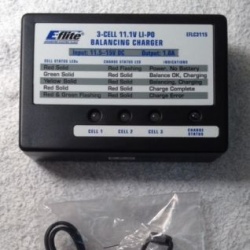 E-flite
3-CELL 11.1V LI-PO
BALANCING CHARGER
EFLC3115
Input: 11.5–15V DC
Output: 1.8A
CELL STATUS LEDs CHARGE STATUS LED INDICATIONS
Red Solid Red Flashing Power, No Battery
Green Solid Red Solid Balance OK, Charging
Yellow Solid Red Solid Balancing, Charging
Red Solid Red Solid Charge Complete
Red & Green Flashing Red Solid Charge Error
CELL 1 CELL 2 CELL 3 CHARGE STATUS